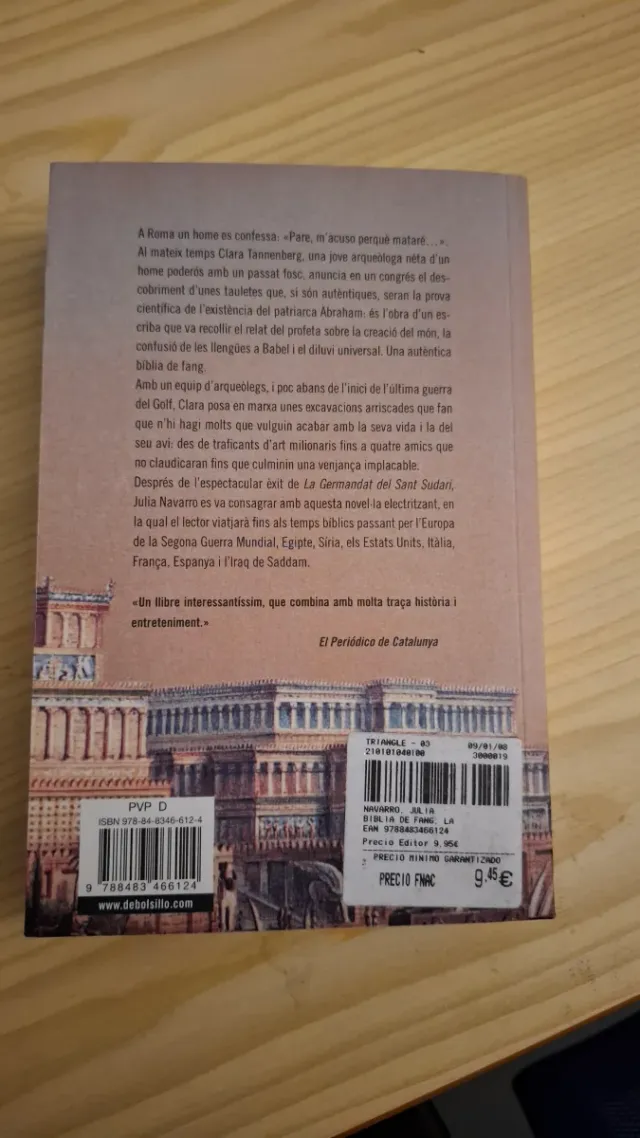 A Roma un home es confessa: «Pare, m'acuso perquè mataré...».
Al mateix temps Clara Tannenberg, una jove arqueòloga néta d'un
home poderós amb un passat fosc, anuncia en un congrés el des-
cobriment d'unes tauletes que, si són autèntiques, seran la prova
científica de l'existència del patriarca Abraham: és l'obra d'un es-
criba que va recollir el relat del profeta sobre la creació del món, la
confusió de les llengües a Babel i el diluvi universal. Una autèntica
bíblia de fang.
Amb un equip d'arqueòlegs, i poc abans de l'inici de l'última guerra
del Golf, Clara posa en marxa unes excavacions arriscades que fan
que n'hi hagi molts que vulguin acabar amb la seva vida i la del
seu avi: des de traficants d'art milionaris fins a quatre amics que
no claudicaran fins que culminin una venjança implacable.
Després de l'espectacular èxit de La Germandat del Sant Sudari,
Julia Navarro es va consagrar amb aquesta novel·la electritzant, en
la qual el lector viatjarà fins als temps bíblics passant per l'Europa
de la Segona Guerra Mundial, Egipte, Síria, els Estats Units, Itàlia,
França, Espanya i l'Iraq de Saddam.
«Un llibre interessantíssim, que combina amb molta traça història i
entreteniment.»
El Periódico de Catalunya
PVP D
ISBN 978-84-8346-612-4
9 788483 466124
www.debolsillo.com
TRIANGLE - 03 09/01/08
210101040100 3000019
NAVARRO, JULIA
BIBLIA DE FANG, LA
EAN 9788483466124
Precio Editor 9.95€
PRECIO MINIMO GARANTIZADO
PRECIO FNAC 9.45€